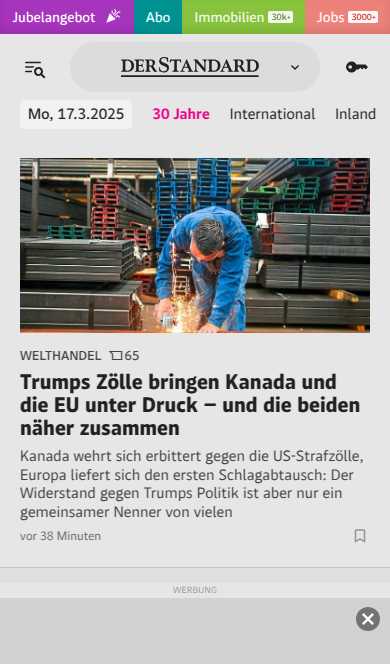 Jubelangebot Abo Immobilien 30k+ Jobs 3000+
DERSTANDARD
Mo, 17.3.2025 30 Jahre International Inland
WELTHANDEL 65
Trumps Zölle bringen Kanada und
die EU unter Druck – und die beiden
näher zusammen
Kanada wehrt sich erbittert gegen die US-Strafzölle,
Europa liefert sich den ersten Schlagabtausch: Der
Widerstand gegen Trumps Politik ist aber nur ein
gemeinsamer Nenner von vielen
vor 38 Minuten
WERBUNG